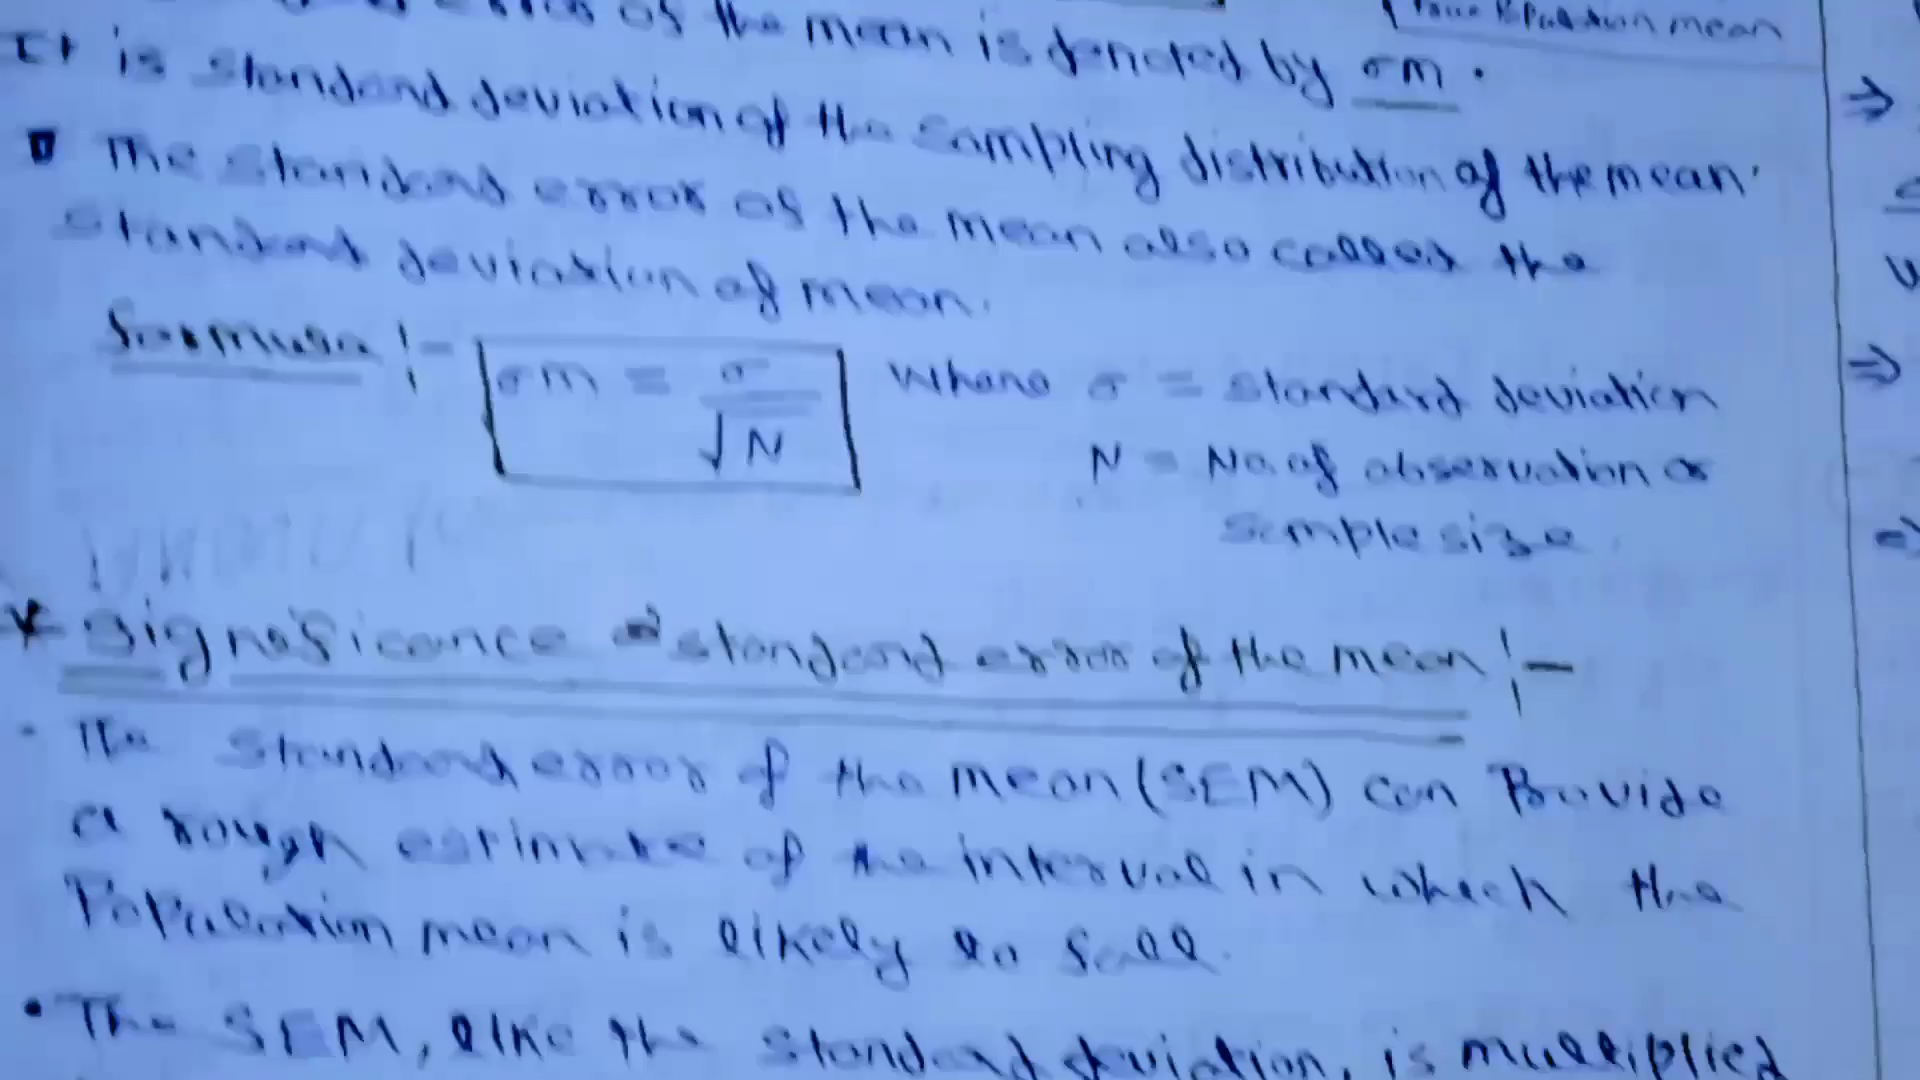 of the mean is denoted by σm.
Population mean
It is standard deviation of the sampling distribution of the mean.
The standard error of the mean also called the
standard deviation of mean.
formula :-
σm = σ / √N
where σ = standard deviation
N = No. of observation or
sample size.
* Significance of standard error of the mean :-
• The standard error of the mean (SEM) can Provide
a rough estimate of the interval in which the
Population mean is likely to fall.
• The SEM, like the standard deviation, is multiplied